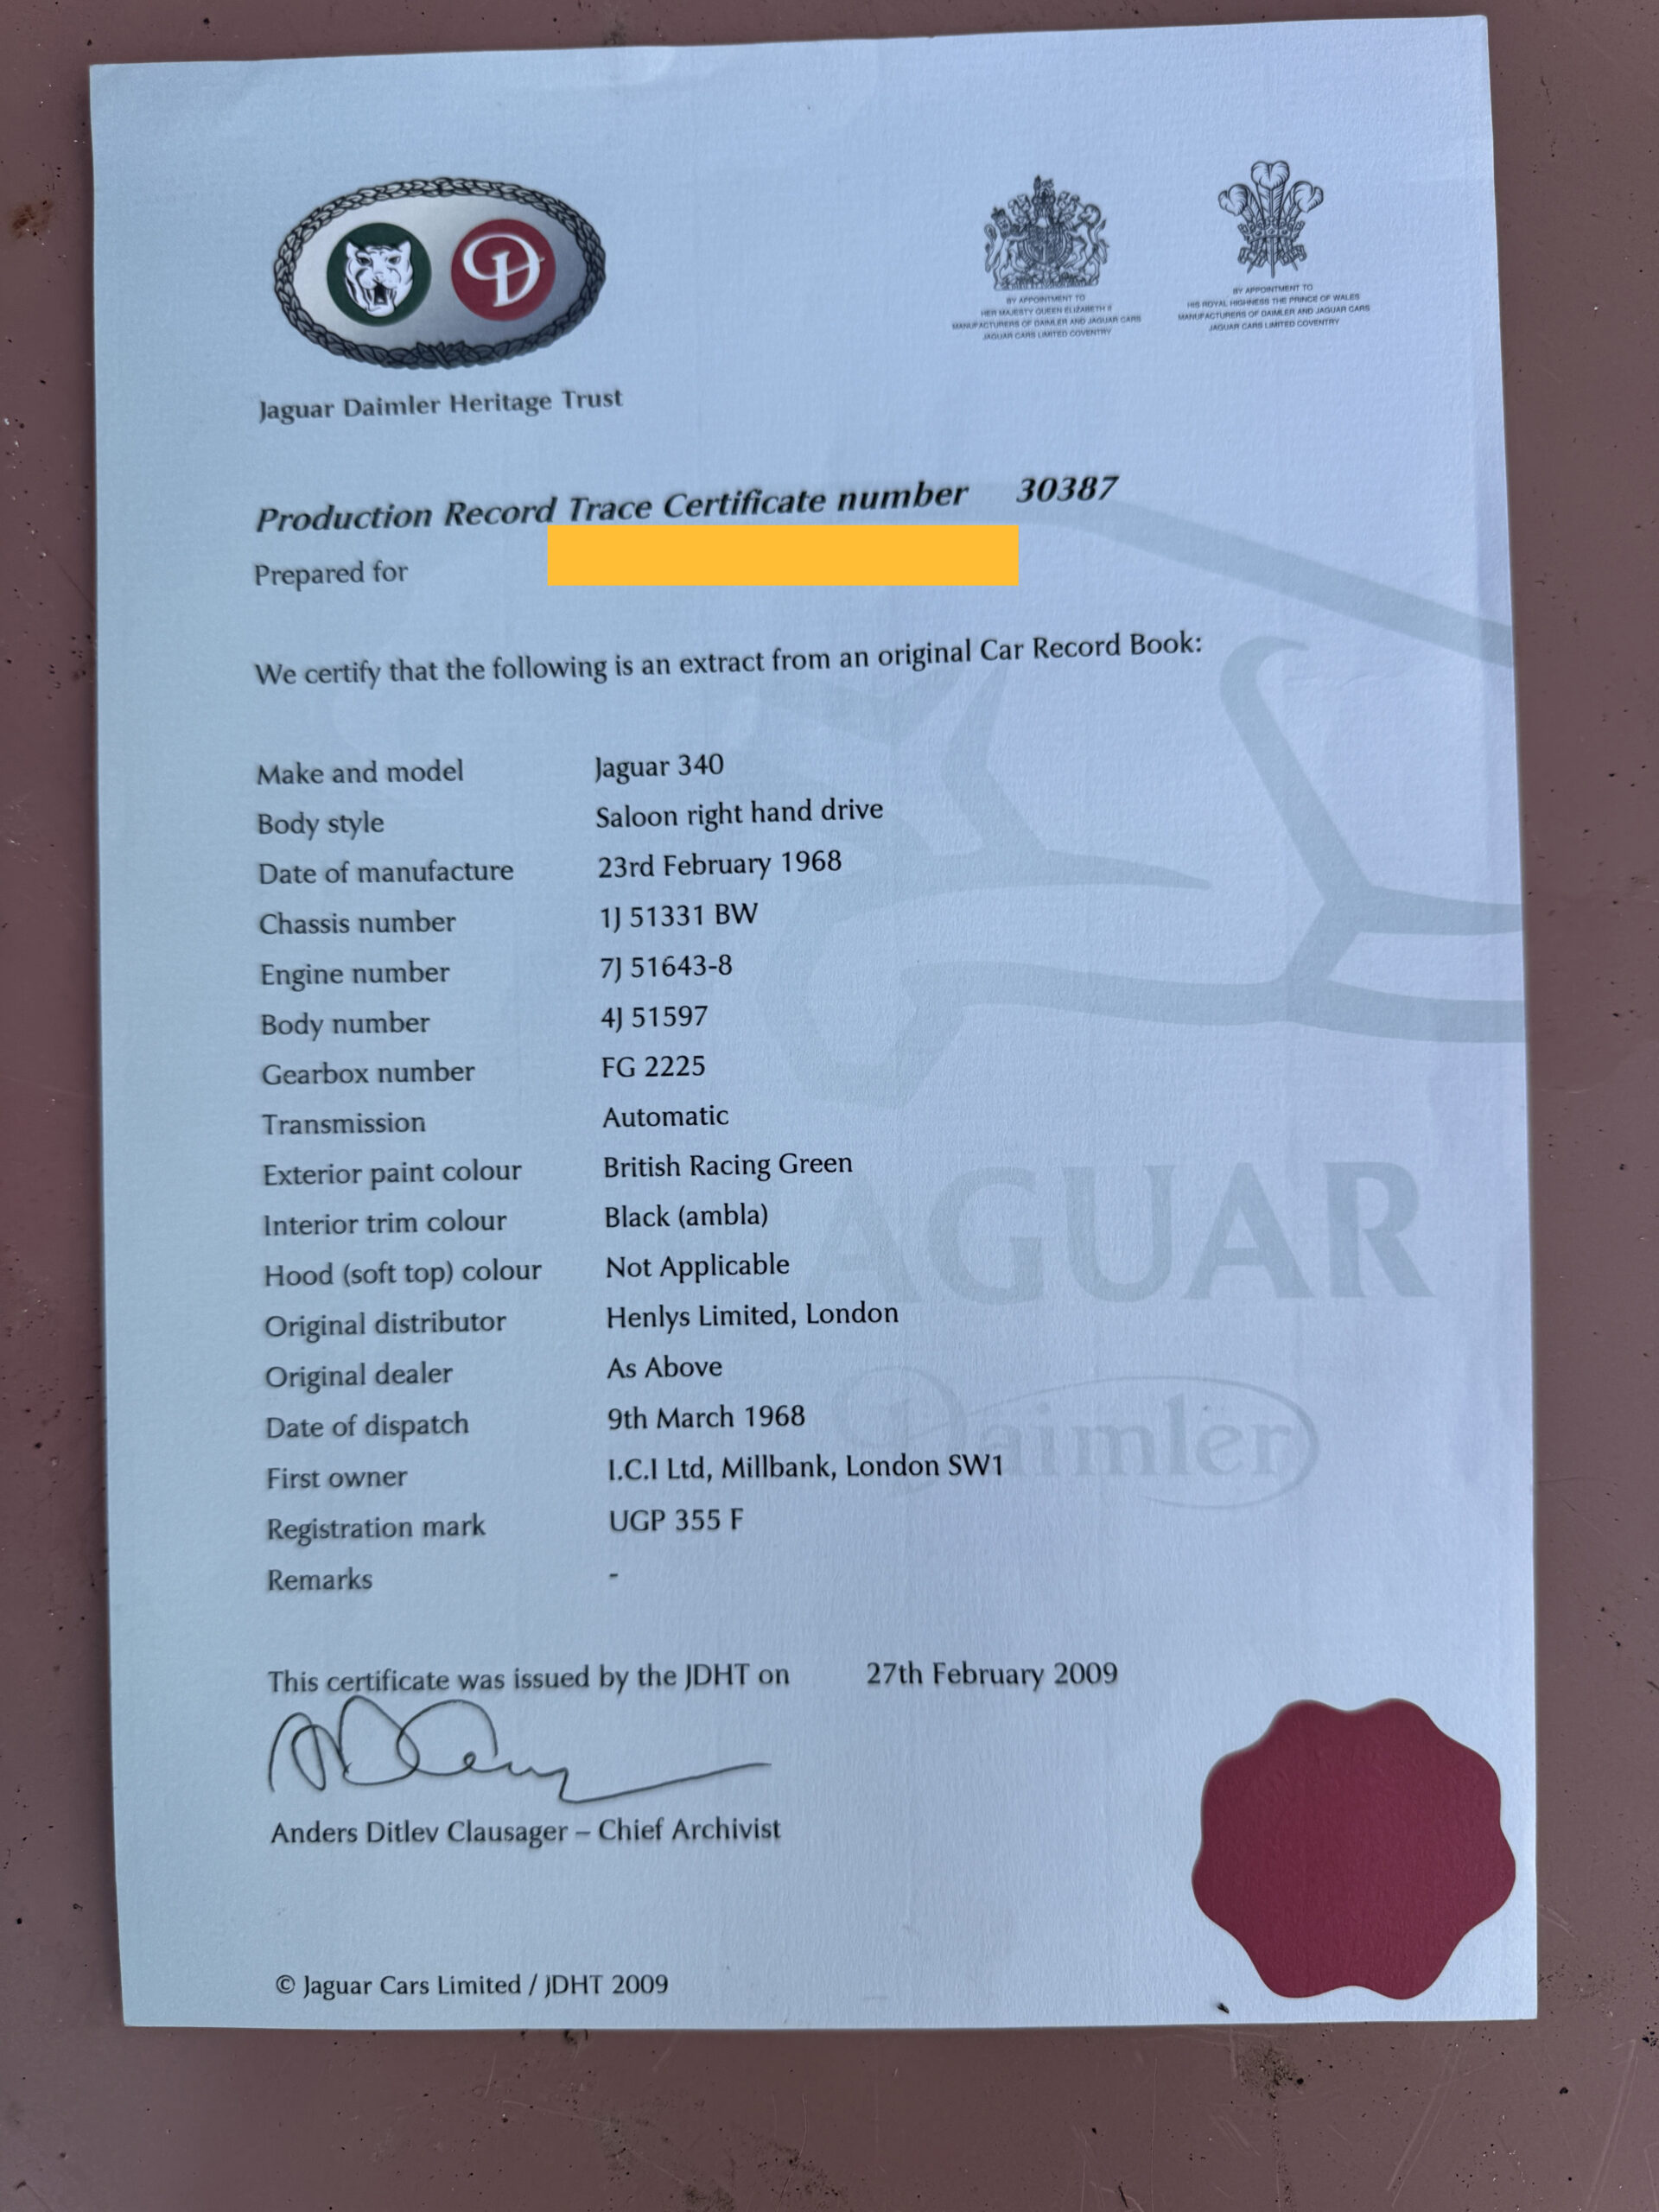 BY APPOINTMENT TO
HER MAJESTY QUEEN ELIZABETH II
MANUFACTURERS OF DAIMLER AND JAGUAR CARS
JAGUAR CARS LIMITED COVENTRY
BY APPOINTMENT TO
HIS ROYAL HIGHNESS THE PRINCE OF WALES
MANUFACTURERS OF DAIMLER AND JAGUAR CARS
JAGUAR CARS LIMITED COVENTRY
D
Jaguar Daimler Heritage Trust
Production Record Trace Certificate number 30387
Prepared for
We certify that the following is an extract from an original Car Record Book:
Make and model Jaguar 340
Body style Saloon right hand drive
Date of manufacture 23rd February 1968
Chassis number 1J 51331 BW
Engine number 7J 51643-8
Body number 4J 51597
Gearbox number FG 2225
Transmission Automatic
Exterior paint colour British Racing Green
Interior trim colour Black (ambla)
Hood (soft top) colour Not Applicable
Original distributor Henlys Limited, London
Original dealer As Above
Date of dispatch 9th March 1968
First owner I.C.I Ltd, Millbank, London SW1
Registration mark UGP 355 F
Remarks -
This certificate was issued by the JDHT on 27th February 2009
Anders Ditlev Clausager – Chief Archivist
© Jaguar Cars Limited / JDHT 2009
AGUAR
Daimler